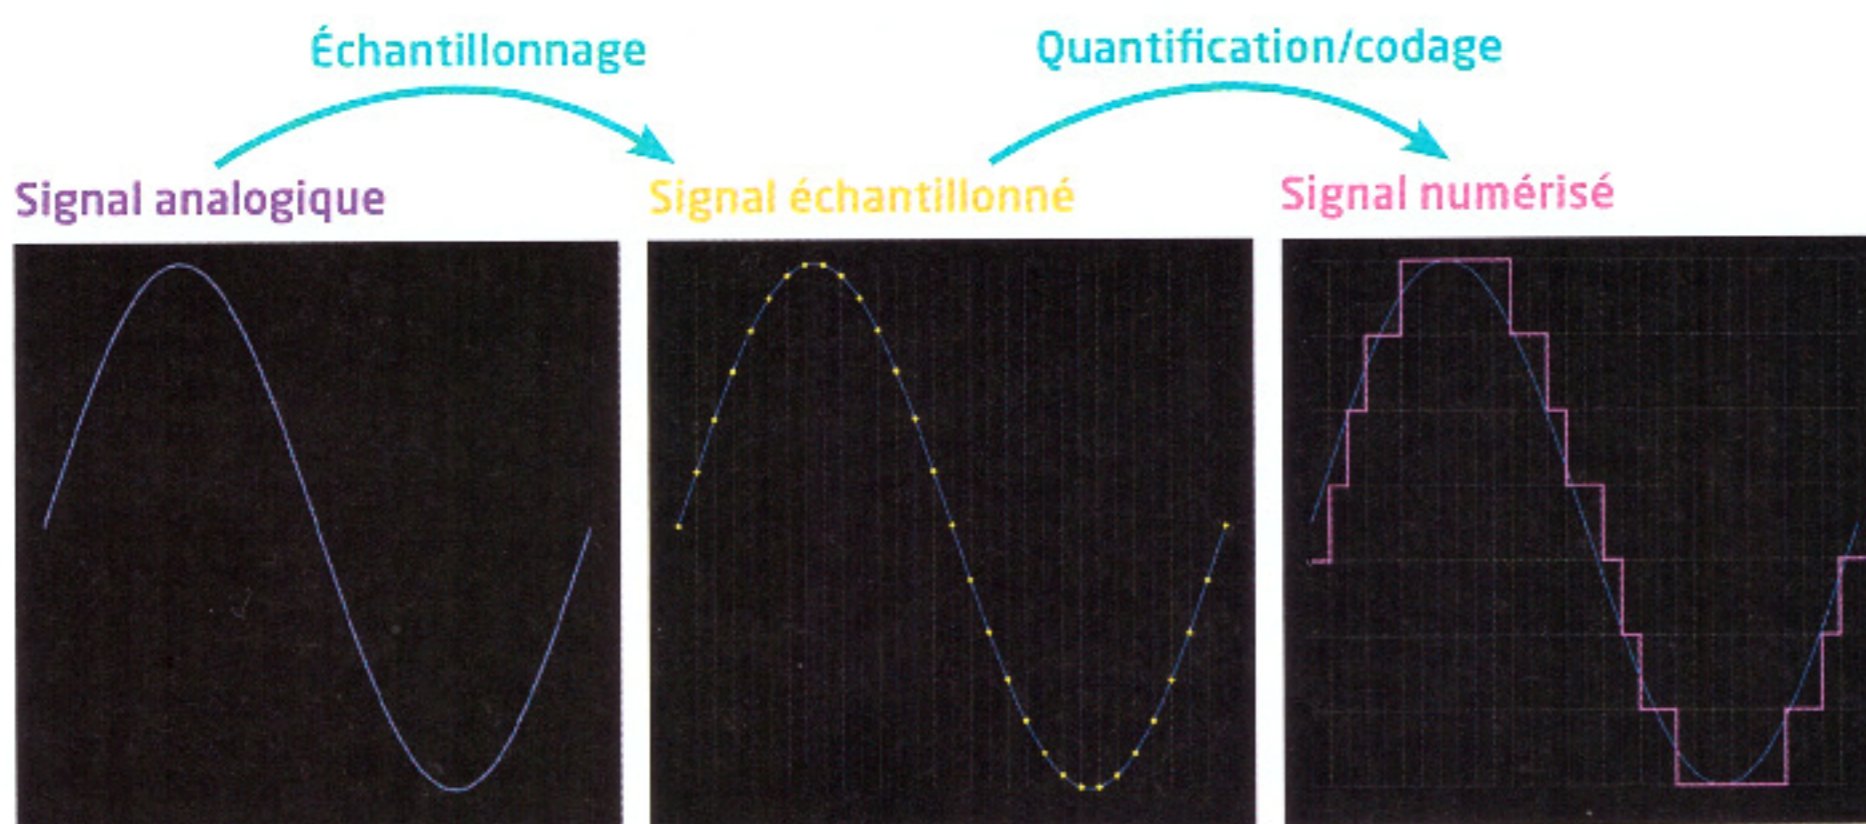 Échantillonnage
Quantification/codage
Signal analogique
Signal échantillonné
Signal numérisé